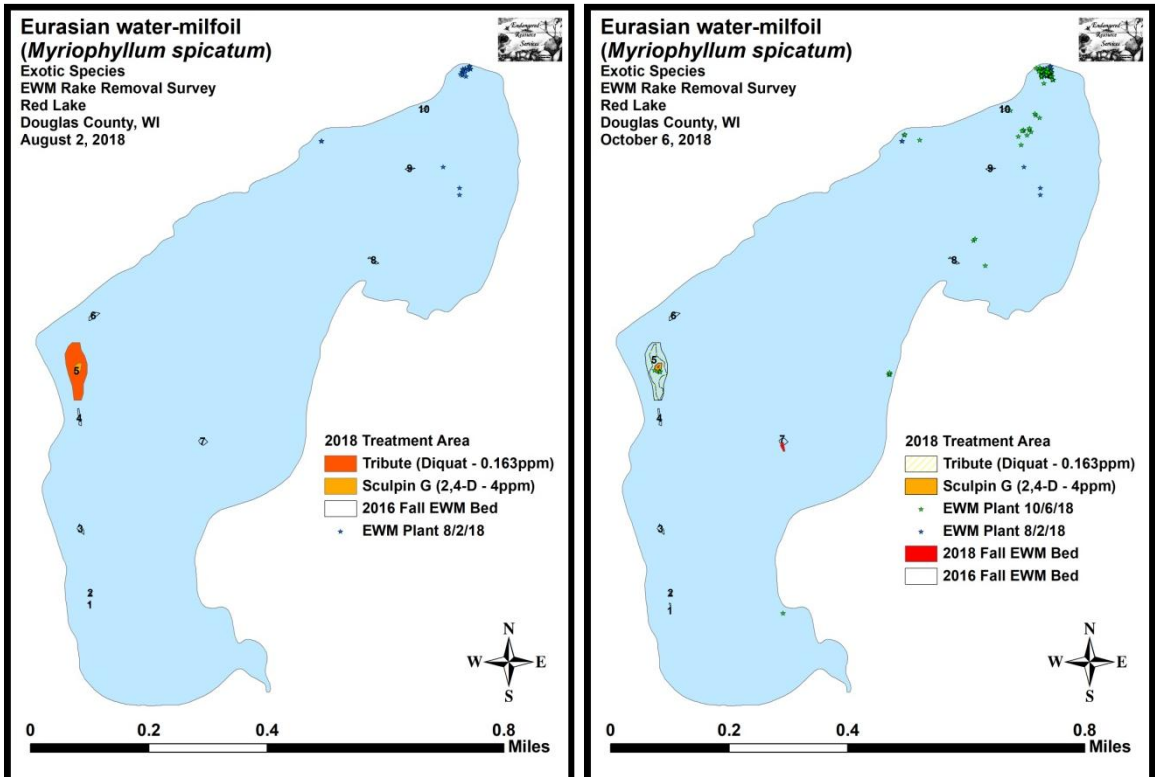 Eurasian water-milfoil
(Myriophyllum spicatum)
Exotic Species
EWM Rake Removal Survey
Red Lake
Douglas County, WI
August 2, 2018
Endangered
Resource
Services
10
9
8
6
5
4
7
3
2
1
2018 Treatment Area
Tribute (Diquat - 0.163ppm)
Sculpin G (2,4-D - 4ppm)
2016 Fall EWM Bed
EWM Plant 8/2/18
N
W E
S
0 0.2 0.4 0.8
Miles
Eurasian water-milfoil
(Myriophyllum spicatum)
Exotic Species
EWM Rake Removal Survey
Red Lake
Douglas County, WI
October 6, 2018
Endangered
Resource
Services
10
9
8
6
5
4
7
3
2
1
2018 Treatment Area
Tribute (Diquat - 0.163ppm)
Sculpin G (2,4-D - 4ppm)
EWM Plant 10/6/18
EWM Plant 8/2/18
2018 Fall EWM Bed
2016 Fall EWM Bed
N
W E
S
0 0.2 0.4 0.8
Miles